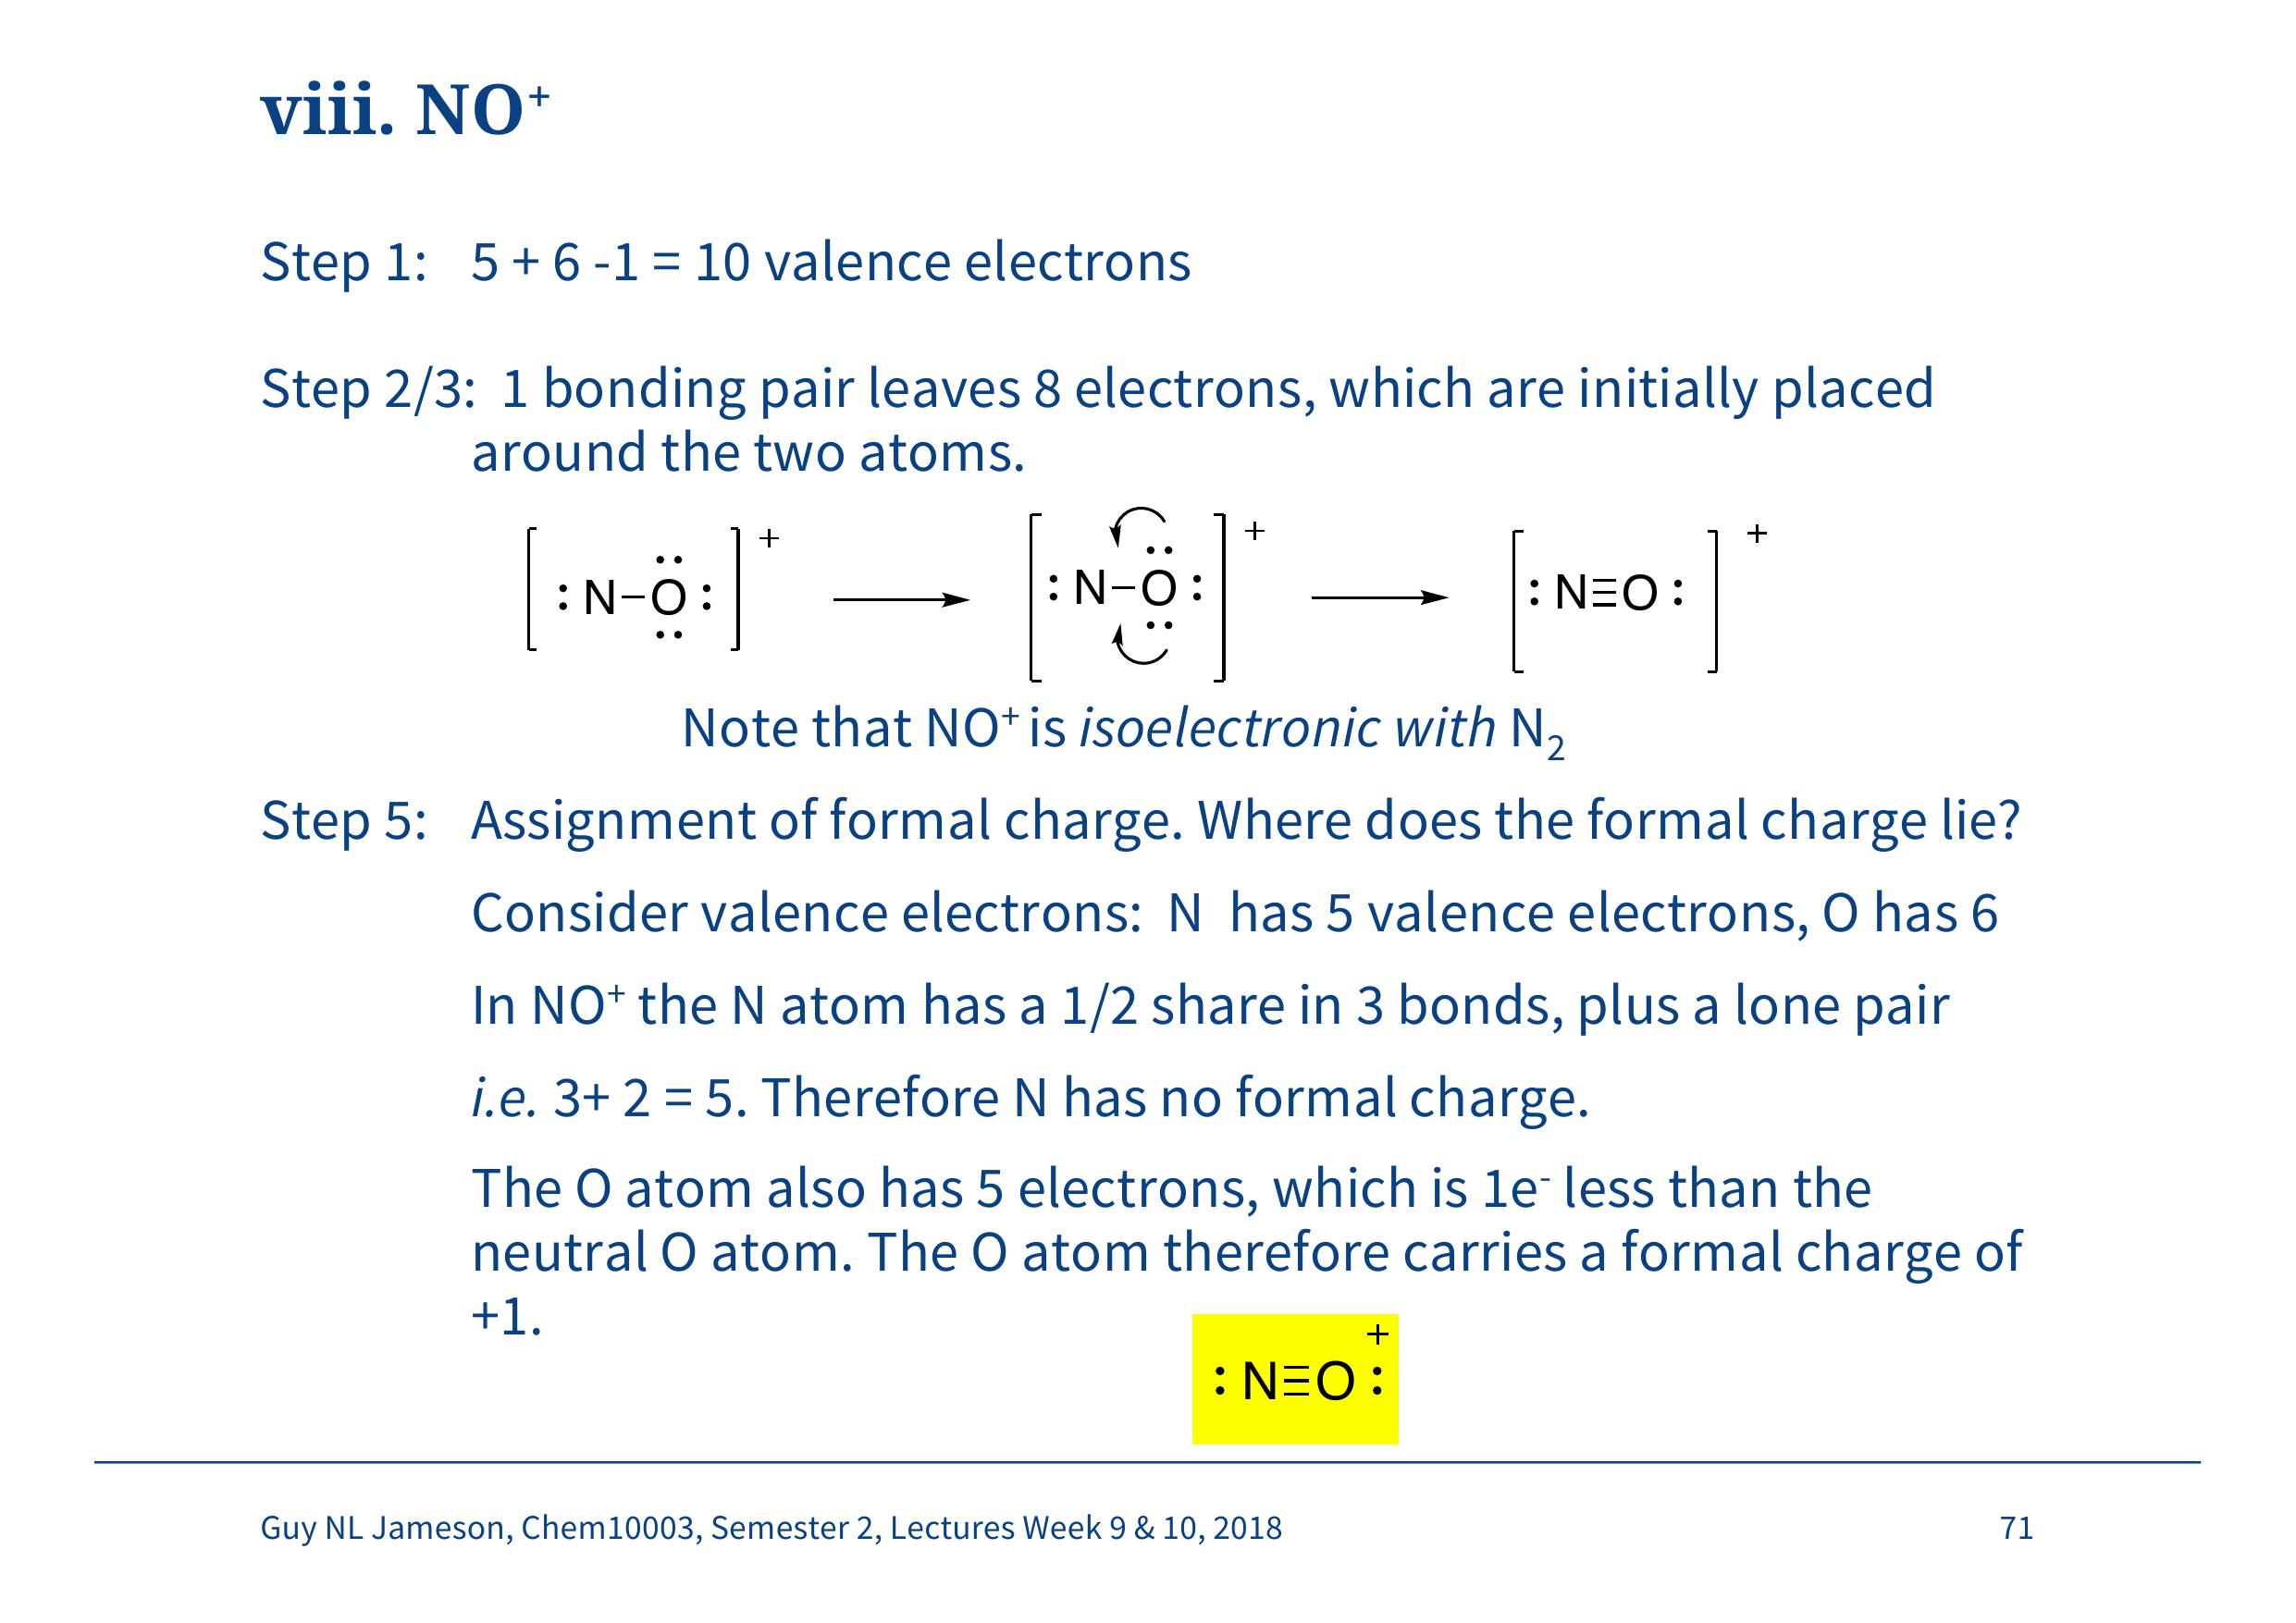 viii. NO⁺
Step 1: 5 + 6 -1 = 10 valence electrons
Step 2/3: 1 bonding pair leaves 8 electrons, which are initially placed
around the two atoms.
[:N–O:]⁺ → [:N–O:]⁺ → [:N≡O:]⁺
Note that NO⁺ is isoelectronic with N₂
Step 5: Assignment of formal charge. Where does the formal charge lie?
Consider valence electrons: N has 5 valence electrons, O has 6
In NO⁺ the N atom has a 1/2 share in 3 bonds, plus a lone pair
i.e. 3+ 2 = 5. Therefore N has no formal charge.
The O atom also has 5 electrons, which is 1e⁻ less than the
neutral O atom. The O atom therefore carries a formal charge of
+1.
:N≡O:⁺
Guy NL Jameson, Chem10003, Semester 2, Lectures Week 9 & 10, 2018 71